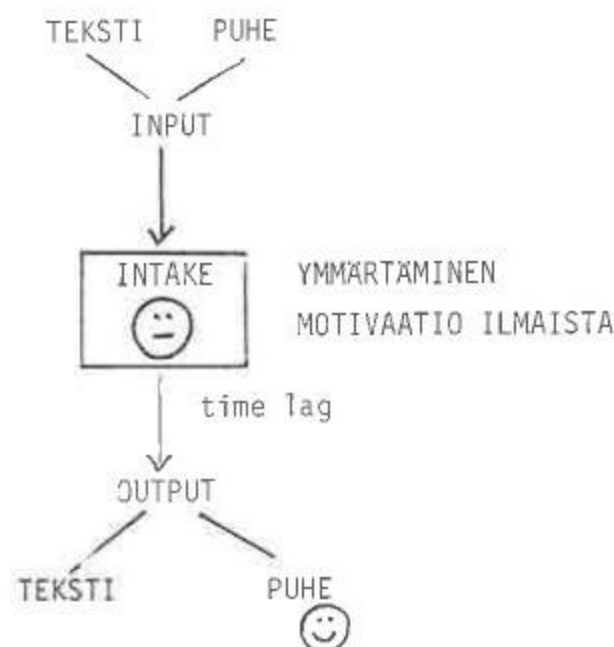 TEKSTI PUHE
INPUT
INTAKE YMMÄRTÄMINEN
MOTIVAATIO ILMAISTA
time lag
OUTPUT
TEKSTI PUHE